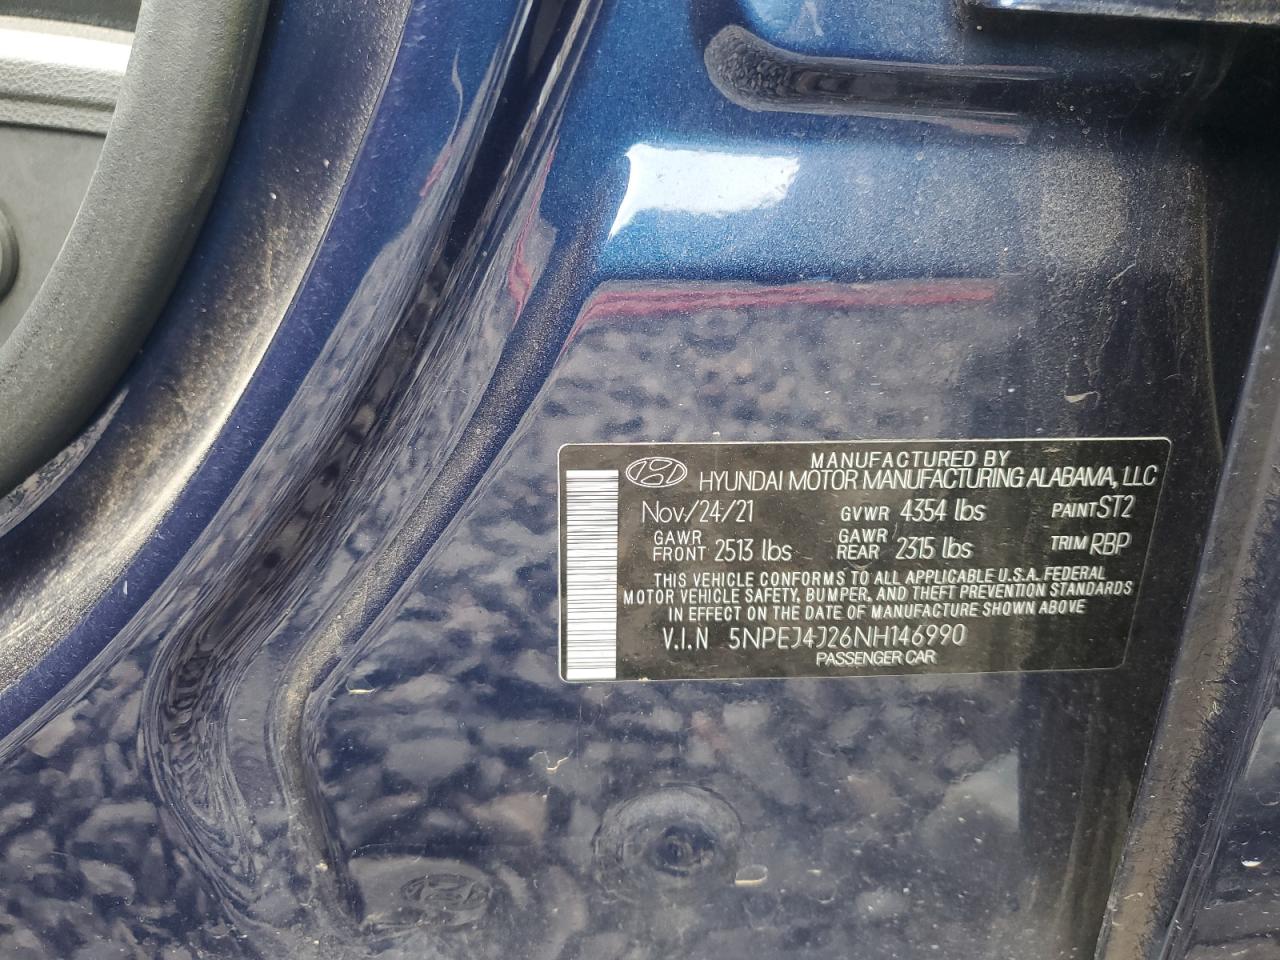 MANUFACTURED BY
HYUNDAI MOTOR MANUFACTURING ALABAMA, LLC
Nov/24/21 GVWR 4354 lbs PAINT ST2
GAWR FRONT 2513 lbs GAWR REAR 2315 lbs TRIM RBP
THIS VEHICLE CONFORMS TO ALL APPLICABLE U.S.A. FEDERAL
MOTOR VEHICLE SAFETY, BUMPER, AND THEFT PREVENTION STANDARDS
IN EFFECT ON THE DATE OF MANUFACTURE SHOWN ABOVE
V.I.N 5NPEJ4J26NH146990
PASSENGER CAR